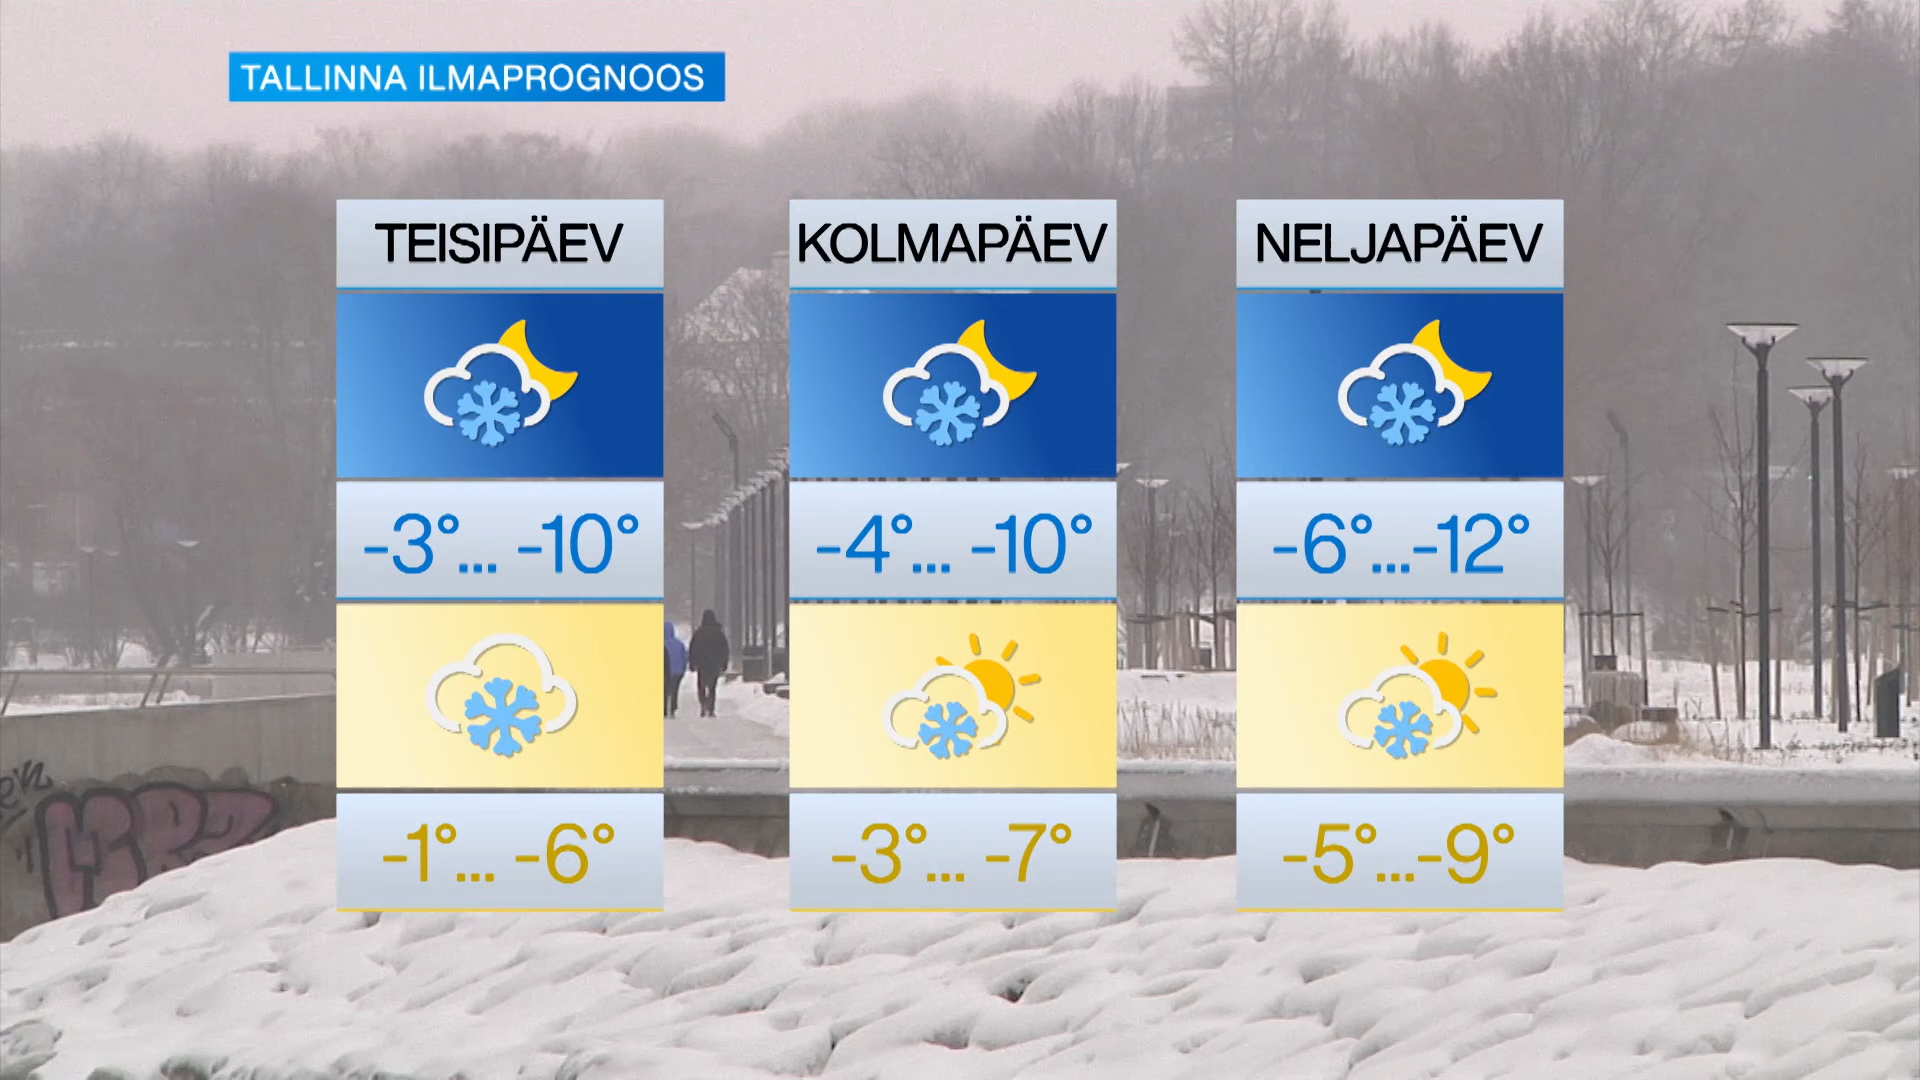 TALLINNA ILMAPROGNOOS
TEISIPÄEV
-3°... -10°
-1°... -6°
KOLMAPÄEV
-4°... -10°
-3°... -7°
NELJAPÄEV
-6°...-12°
-5°...-9°